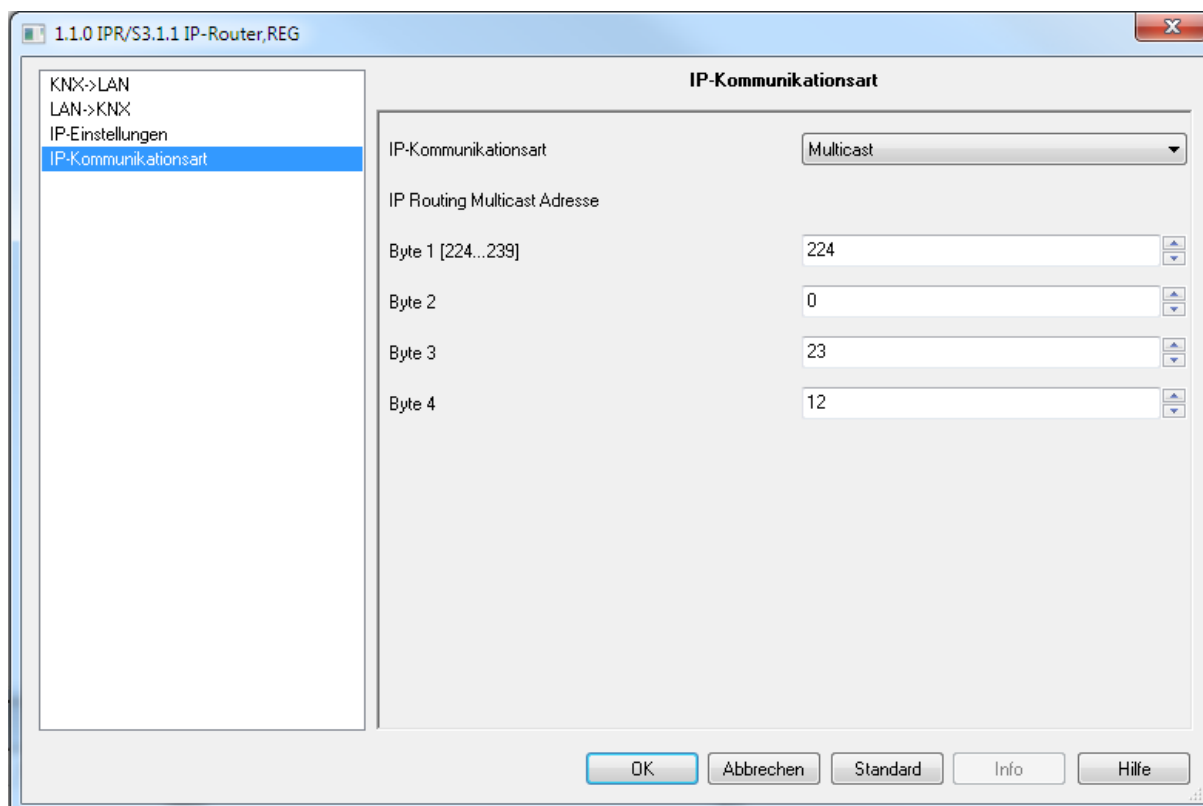 1.1.0 IPR/S3.1.1 IP-Router,REG
KNX->LAN
LAN->KNX
IP-Einstellungen
IP-Kommunikationsart
IP-Kommunikationsart
IP-Kommunikationsart Multicast
IP Routing Multicast Adresse
Byte 1 [224...239] 224
Byte 2 0
Byte 3 23
Byte 4 12
OK Abbrechen Standard Info Hilfe